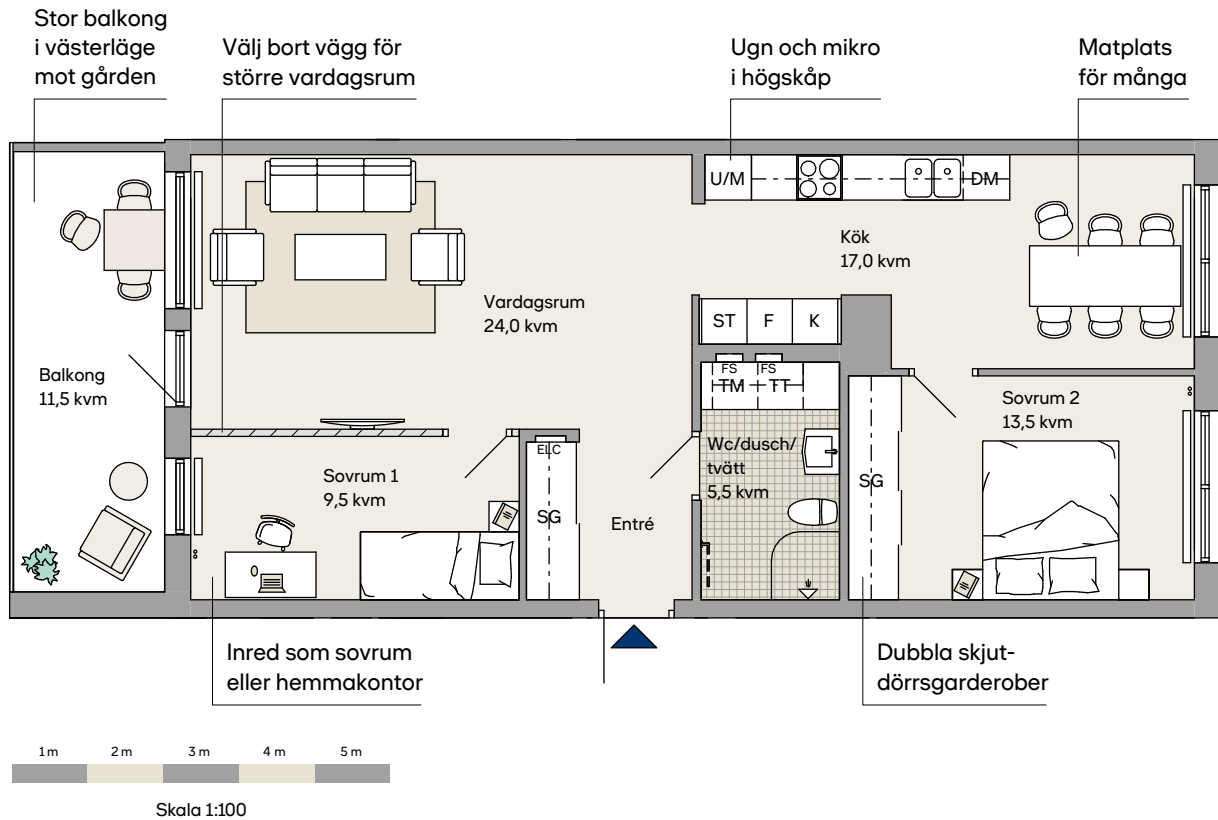 Stor balkong
i västerläge
mot gården
Välj bort vägg för
större vardagsrum
Ugn och mikro
i högskåp
Matplats
för många
U/M
DM
Kök
17,0 kvm
Vardagsrum
24,0 kvm
ST
F
K
Balkong
11,5 kvm
FS
FS
TM
TT
Sovrum 2
13,5 kvm
Wc/dusch/
tvätt
5,5 kvm
ELC
SG
Sovrum 1
9,5 kvm
SG
Entré
Inred som sovrum
eller hemmakontor
Dubbla skjut-
dörrsgarderober
1 m
2 m
3 m
4 m
5 m
Skala 1:100